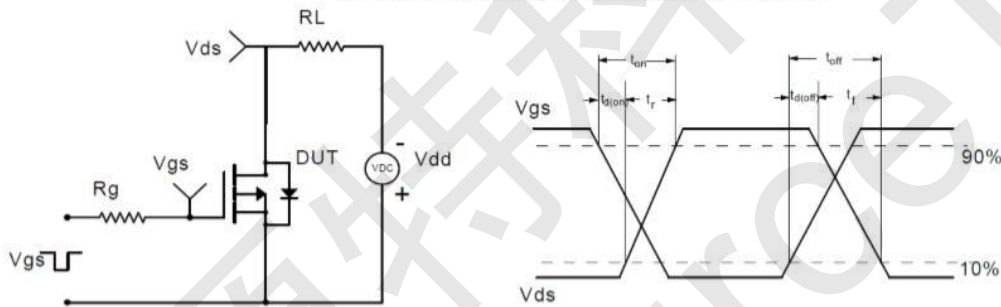 RL
Vds
ton
toff
td(on)
tr
td(off)
tf
Vgs
90%
DUT
Vgs
-
VDC
Vdd
+
Rg
Vgs
10%
Vds